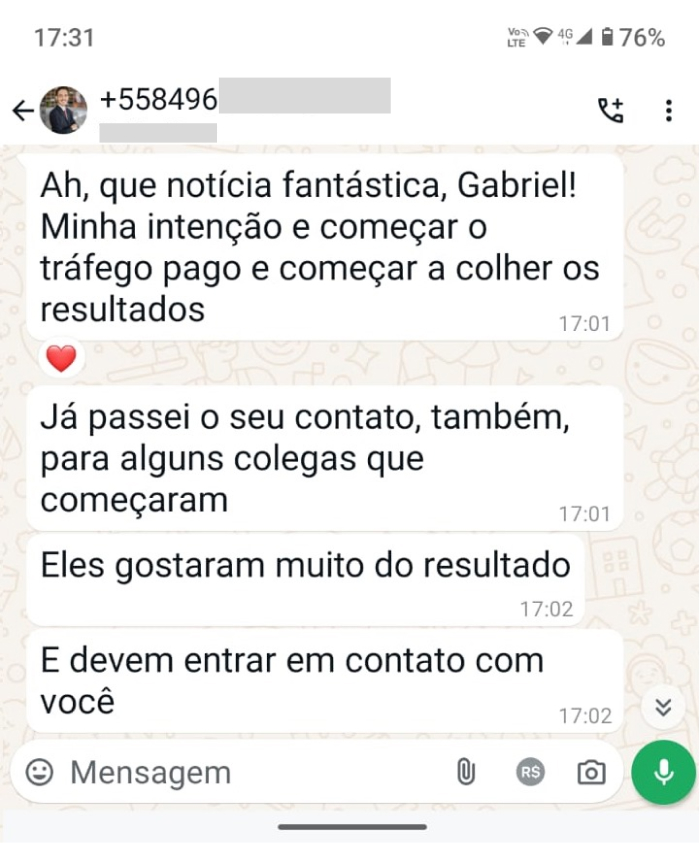 17:31
Vo LTE 4G 76%
+558496
Ah, que notícia fantástica, Gabriel!
Minha intenção e começar o
tráfego pago e começar a colher os
resultados
17:01
Já passei o seu contato, também,
para alguns colegas que
começaram
17:01
Eles gostaram muito do resultado
17:02
E devem entrar em contato com
você
17:02
Mensagem
R$